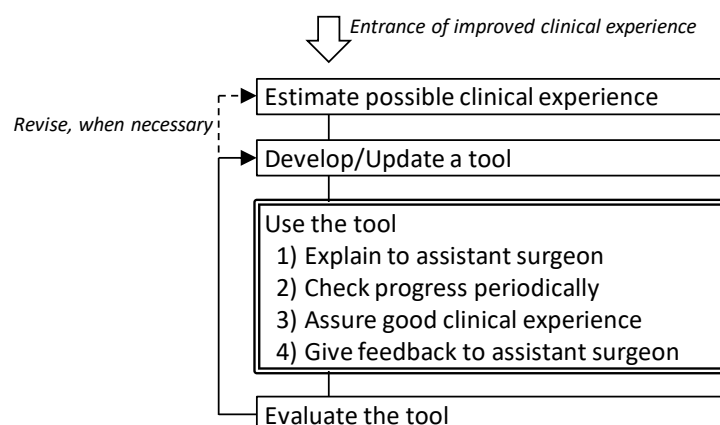 Entrance of improved clinical experience
Estimate possible clinical experience
Revise, when necessary
Develop/Update a tool
Use the tool
1) Explain to assistant surgeon
2) Check progress periodically
3) Assure good clinical experience
4) Give feedback to assistant surgeon
Evaluate the tool